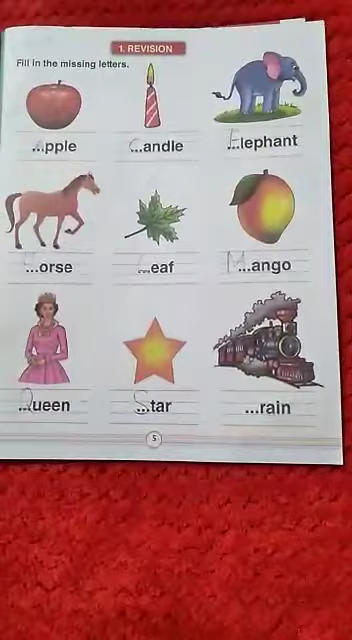 1. REVISION
Fill in the missing letters.
A...pple C...andle E...lephant
H...orse L...eaf M...ango
Q...ueen S...tar ...rain
5